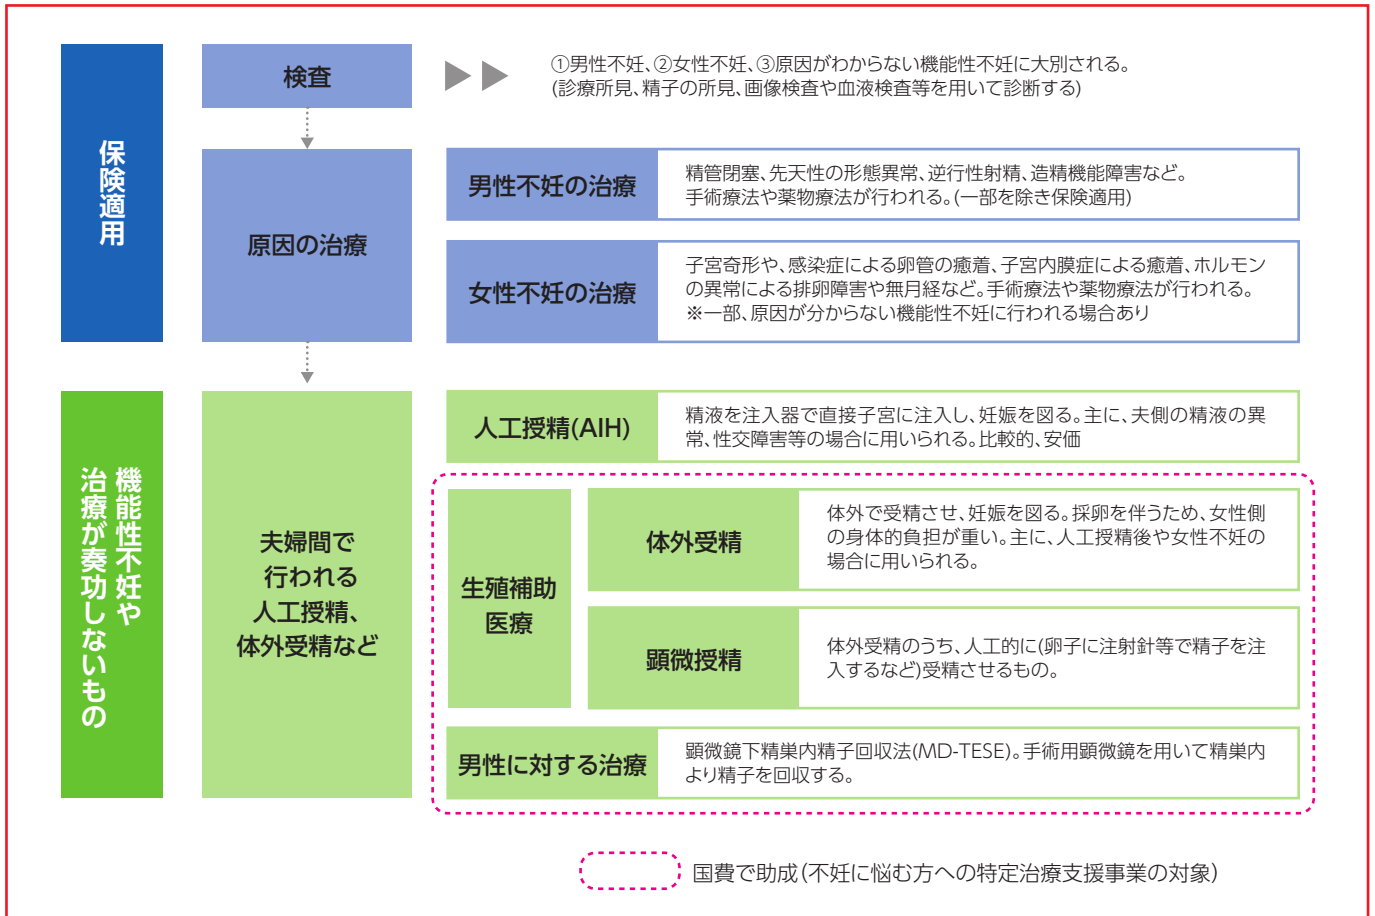 保険適用
検査
①男性不妊、②女性不妊、③原因がわからない機能性不妊に大別される。
(診療所見、精子の所見、画像検査や血液検査等を用いて診断する)
原因の治療
男性不妊の治療
精管閉塞、先天性の形態異常、逆行性射精、造精機能障害など。
手術療法や薬物療法が行われる。(一部を除き保険適用)
女性不妊の治療
子宮奇形や、感染症による卵管の癒着、子宮内膜症による癒着、ホルモン
の異常による排卵障害や無月経など。手術療法や薬物療法が行われる。
※一部、原因が分からない機能性不妊に行われる場合あり
機能性不妊や
治療が奏功しないもの
夫婦間で
行われる
人工授精、
体外受精など
人工授精(AIH)
精液を注入器で直接子宮に注入し、妊娠を図る。主に、夫側の精液の異
常、性交障害等の場合に用いられる。比較的、安価
生殖補助
医療
体外受精
体外で受精させ、妊娠を図る。採卵を伴うため、女性側
の身体的負担が重い。主に、人工授精後や女性不妊の
場合に用いられる。
顕微授精
体外受精のうち、人工的に(卵子に注射針等で精子を注
入するなど)受精させるもの。
男性に対する治療
顕微鏡下精巣内精子回収法(MD-TESE)。手術用顕微鏡を用いて精巣内
より精子を回収する。
国費で助成(不妊に悩む方への特定治療支援事業の対象)